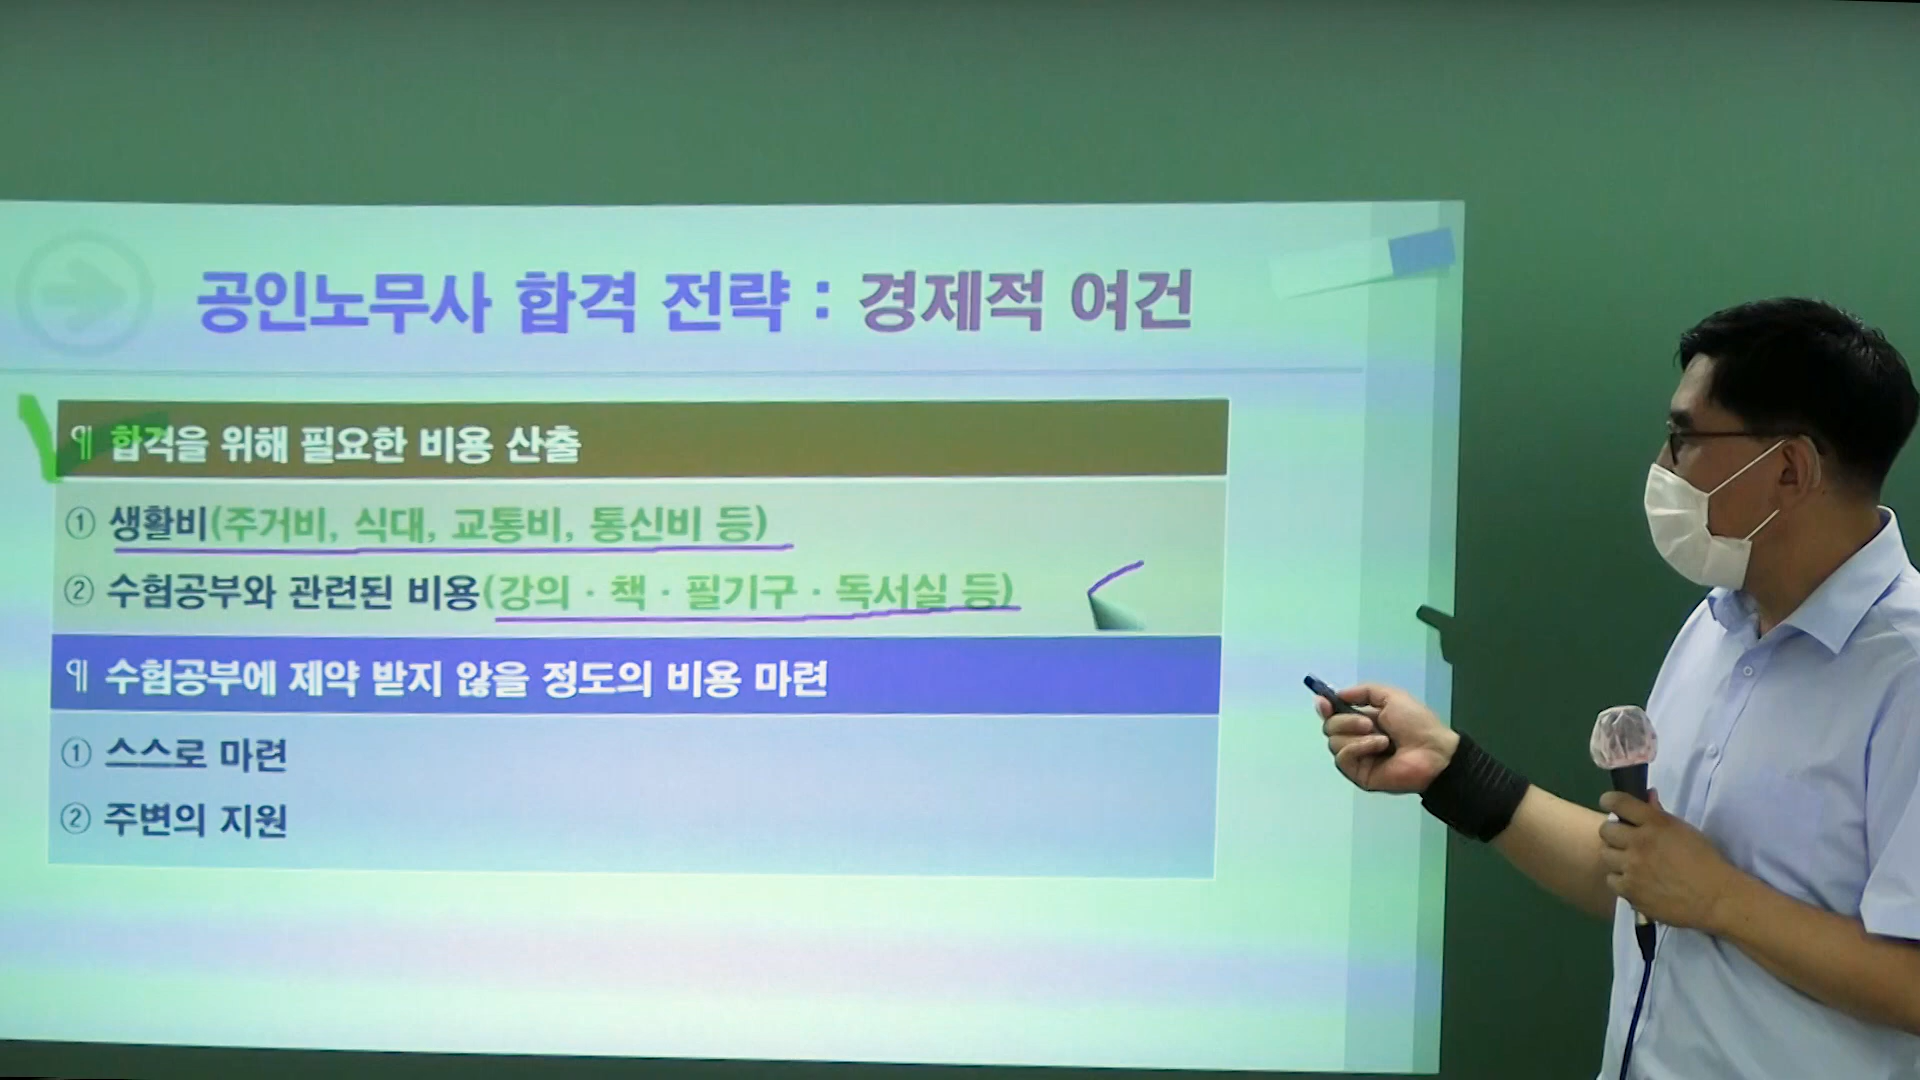 공인노무사 합격 전략 : 경제적 여건
¶ 합격을 위해 필요한 비용 산출
① 생활비(주거비, 식대, 교통비, 통신비 등)
② 수험공부와 관련된 비용(강의 · 책 · 필기구 · 독서실 등)
¶ 수험공부에 제약 받지 않을 정도의 비용 마련
① 스스로 마련
② 주변의 지원